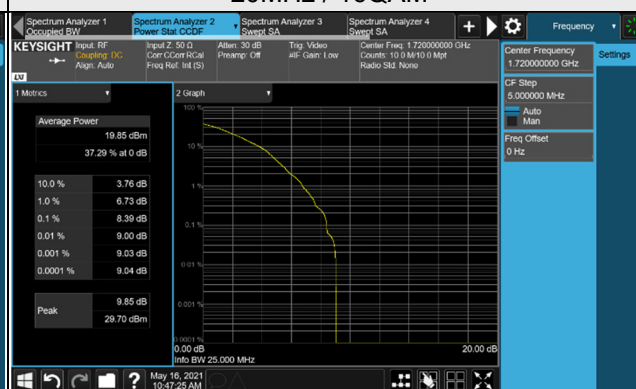 20MHz / 16QAM
Spectrum Analyzer 1
Occupied BW
Spectrum Analyzer 2
Power Stat CCDF
Spectrum Analyzer 3
Swept SA
Spectrum Analyzer 4
Swept SA
+
Frequency
KEYSIGHT
Input: RF
Coupling: DC
Align: Auto
Input Z: 50 Ω
Corr CCorr RCal
Freq Ref: Int (S)
Atten: 30 dB
Preamp: Off
Trig: Video
#IF Gain: Low
Center Freq: 1.720000000 GHz
Counts: 10.0 M/10.0 Mpt
Radio Std: None
LXI
Center Frequency
1.720000000 GHz
Settings
CF Step
5.000000 MHz
Auto
Man
Freq Offset
0 Hz
1 Metrics
2 Graph
Average Power
19.85 dBm
37.29 % at 0 dB
10.0 % 3.76 dB
1.0 % 6.73 dB
0.1 % 8.39 dB
0.01 % 9.00 dB
0.001 % 9.03 dB
0.0001 % 9.04 dB
Peak
9.85 dB
29.70 dBm
100 %
10 %
1 %
0.1 %
0.01 %
0.001 %
0.0001 %
0.00 dB
20.00 dB
Info BW 25.000 MHz
?
May 16, 2021
10:47:25 AM